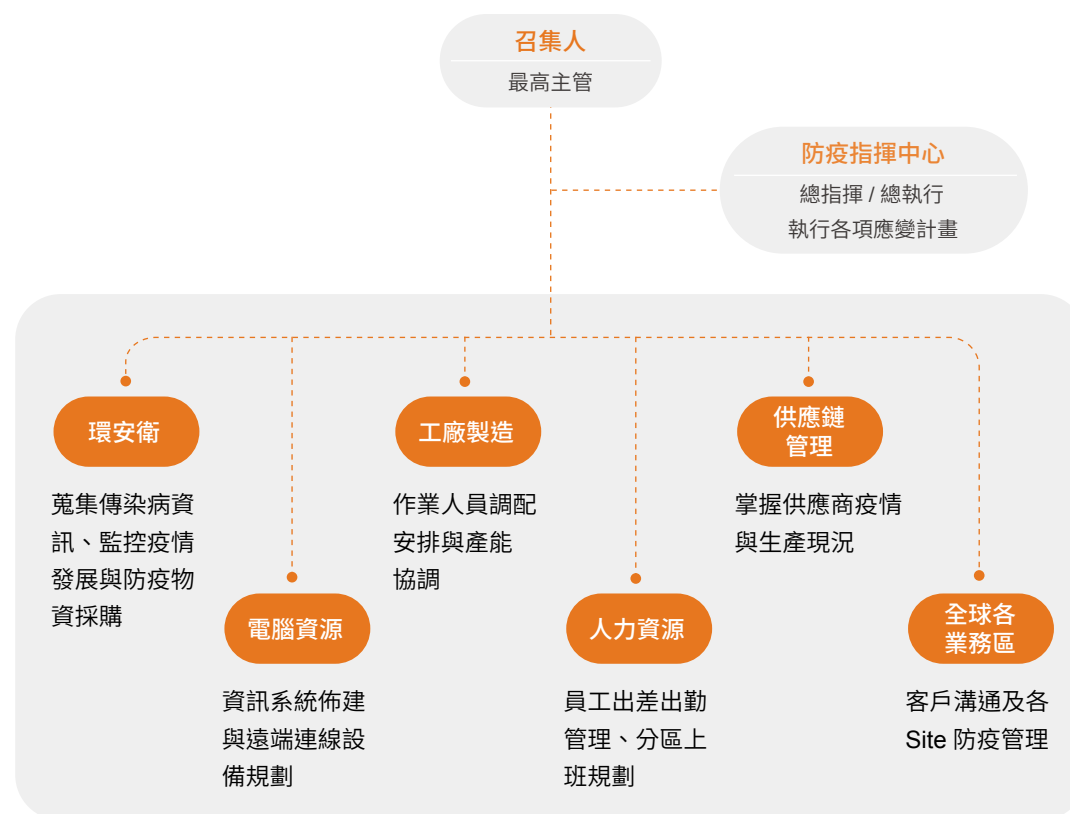 召集人
最高主管
防疫指揮中心
總指揮 / 總執行
執行各項應變計畫
環安衛
蒐集傳染病資
訊、監控疫情
發展與防疫物
資採購
電腦資源
資訊系統佈建
與遠端連線設
備規劃
工廠製造
作業人員調配
安排與產能
協調
人力資源
員工出差出勤
管理、分區上
班規劃
供應鏈
管理
掌握供應商疫情
與生產現況
全球各
業務區
客戶溝通及各
Site 防疫管理